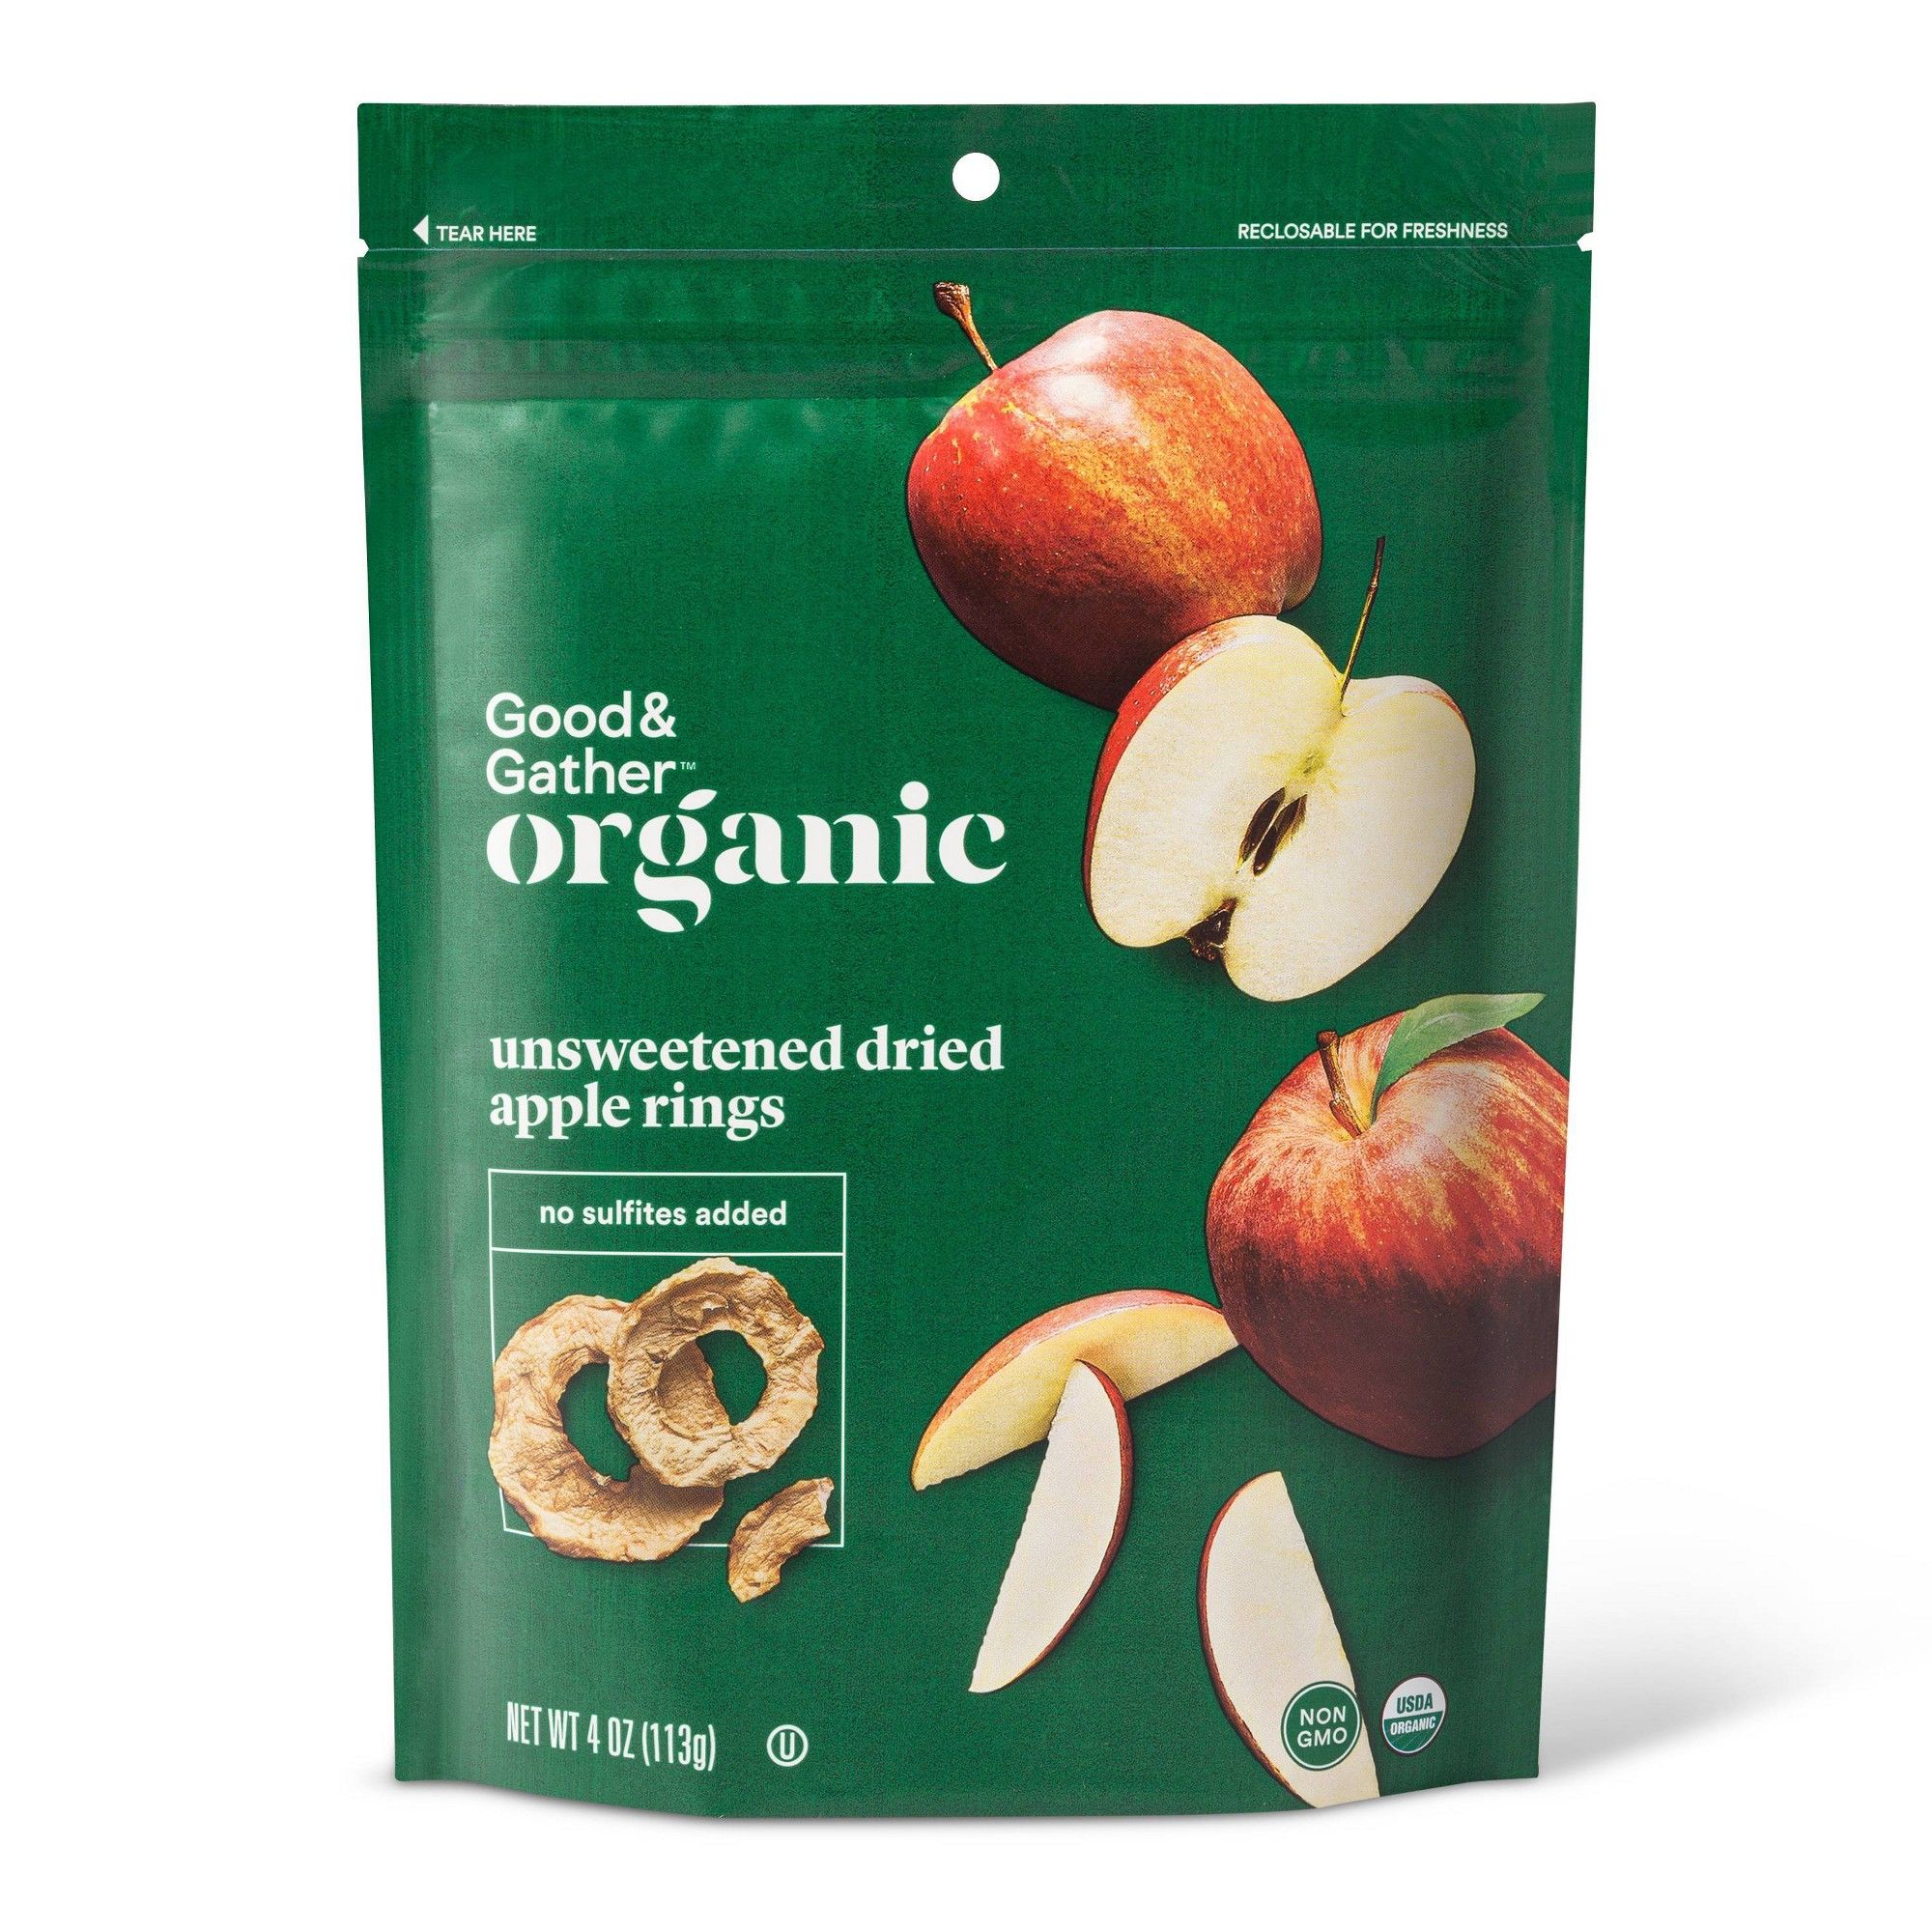 TEAR HERE
RECLOSABLE FOR FRESHNESS
Good &
Gather™
organic
unsweetened dried
apple rings
no sulfites added
NET WT 4 OZ (113g)
U
NON
GMO
USDA
ORGANIC